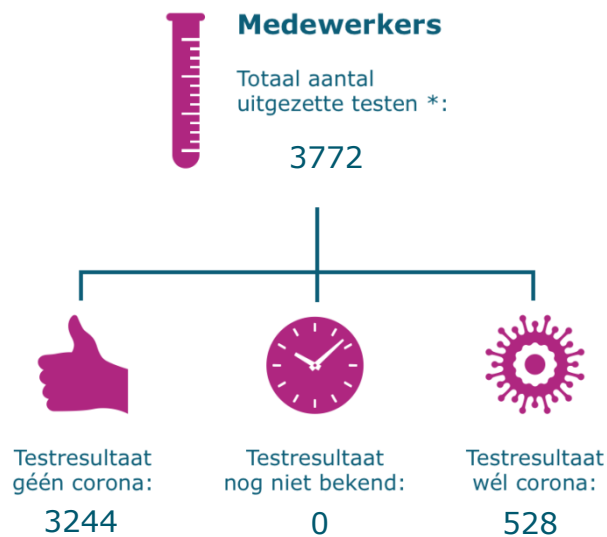 Medewerkers
Totaal aantal
uitgezette testen *:
3772
Testresultaat
géén corona:
3244
Testresultaat
nog niet bekend:
0
Testresultaat
wél corona:
528